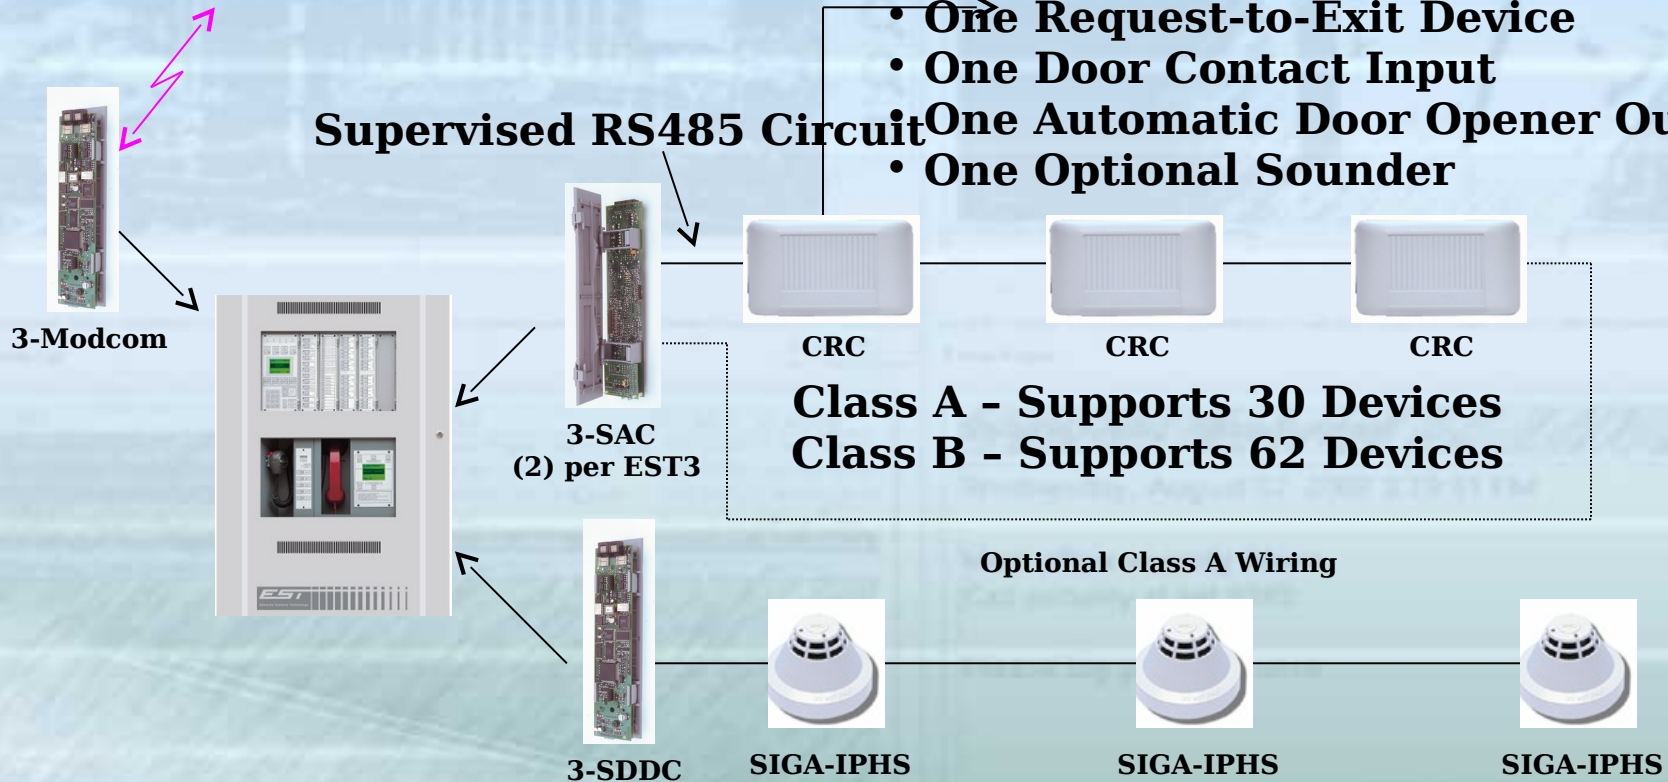 • One Request-to-Exit Device
• One Door Contact Input
• One Automatic Door Opener
• One Optional Sounder
Supervised RS485 Circuit
3-Modcom
CRC
CRC
CRC
3-SAC
(2) per EST3
Class A – Supports 30 Devices
Class B – Supports 62 Devices
EST
Optional Class A Wiring
3-SDDC
SIGA-IPHS
SIGA-IPHS
SIGA-IPHS